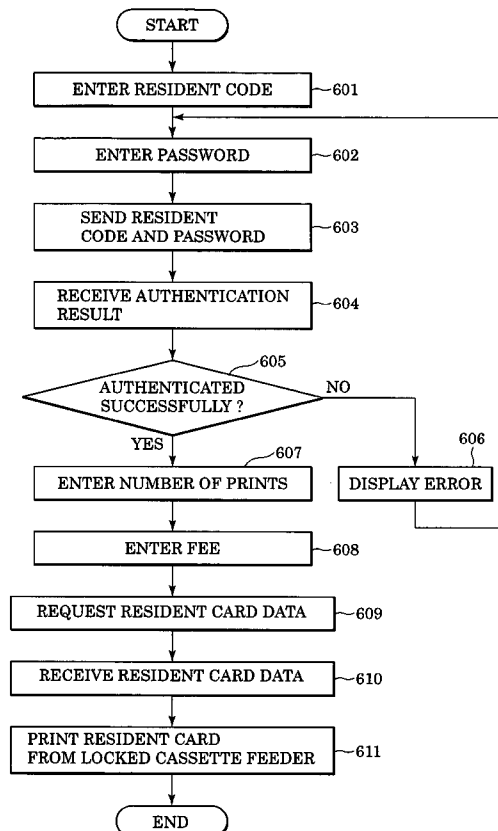 START
ENTER RESIDENT CODE
601
ENTER PASSWORD
602
SEND RESIDENT
CODE AND PASSWORD
603
RECEIVE AUTHENTICATION
RESULT
604
605
AUTHENTICATED
SUCCESSFULLY ?
NO
YES
606
DISPLAY ERROR
607
ENTER NUMBER OF PRINTS
ENTER FEE
608
REQUEST RESIDENT CARD DATA
609
RECEIVE RESIDENT CARD DATA
610
PRINT RESIDENT CARD
FROM LOCKED CASSETTE FEEDER
611
END